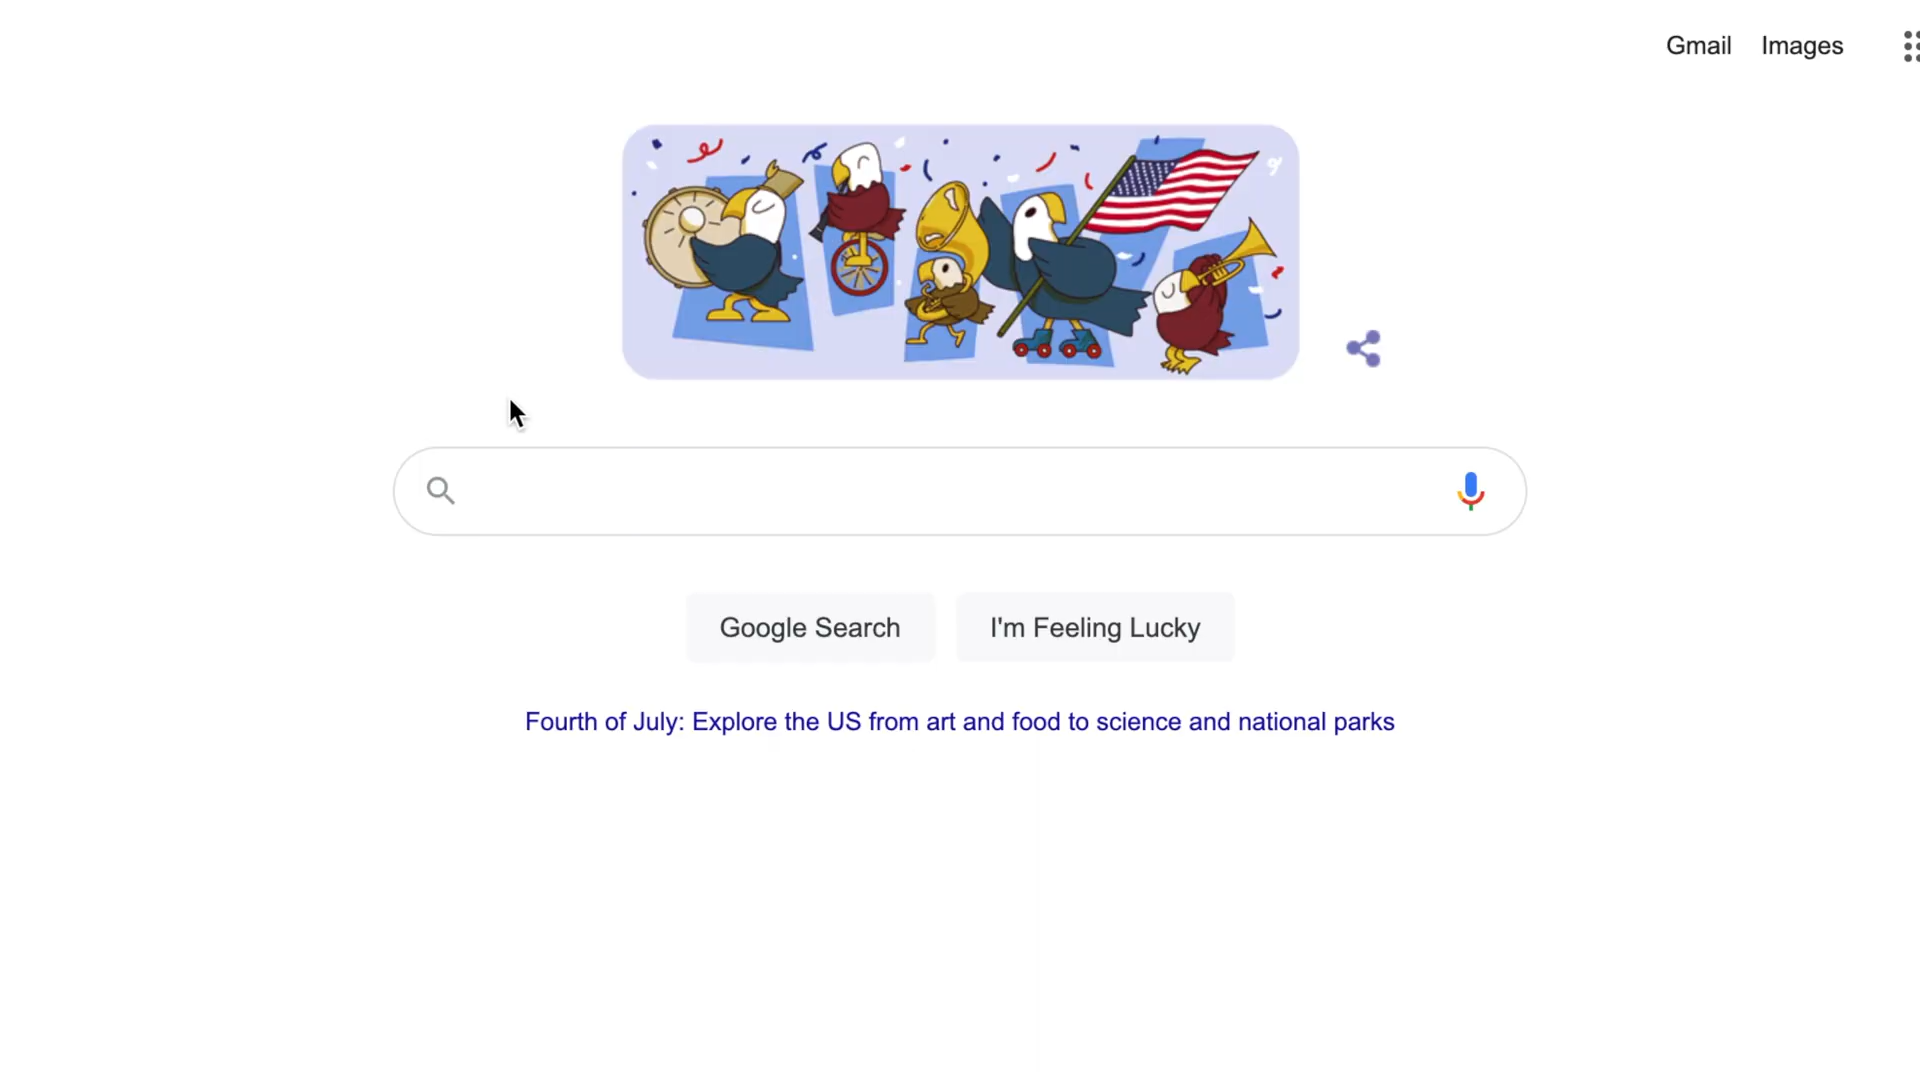 Gmail Images
Google Search I'm Feeling Lucky
Fourth of July: Explore the US from art and food to science and national parks